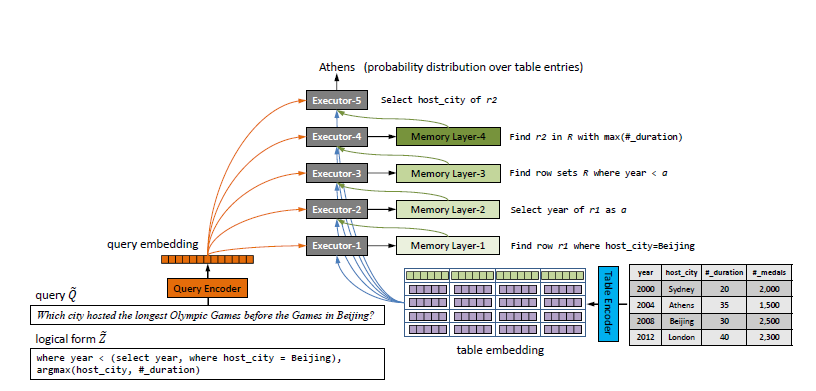 Athens (probability distribution over table entries)
Executor-5 Select host_city of r2
Executor-4 Memory Layer-4 Find r2 in R with max(#_duration)
Executor-3 Memory Layer-3 Find row sets R where year < a
Executor-2 Memory Layer-2 Select year of r1 as a
Executor-1 Memory Layer-1 Find row r1 where host_city=Beijing
query embedding
Query Encoder
query Q̃
Which city hosted the longest Olympic Games before the Games in Beijing?
logical form Z̃
where year < (select year, where host_city = Beijing),
argmax(host_city, #_duration)
table embedding
Table Encoder
year host_city #_duration #_medals
2000 Sydney 20 2,000
2004 Athens 35 1,500
2008 Beijing 30 2,500
2012 London 40 2,300